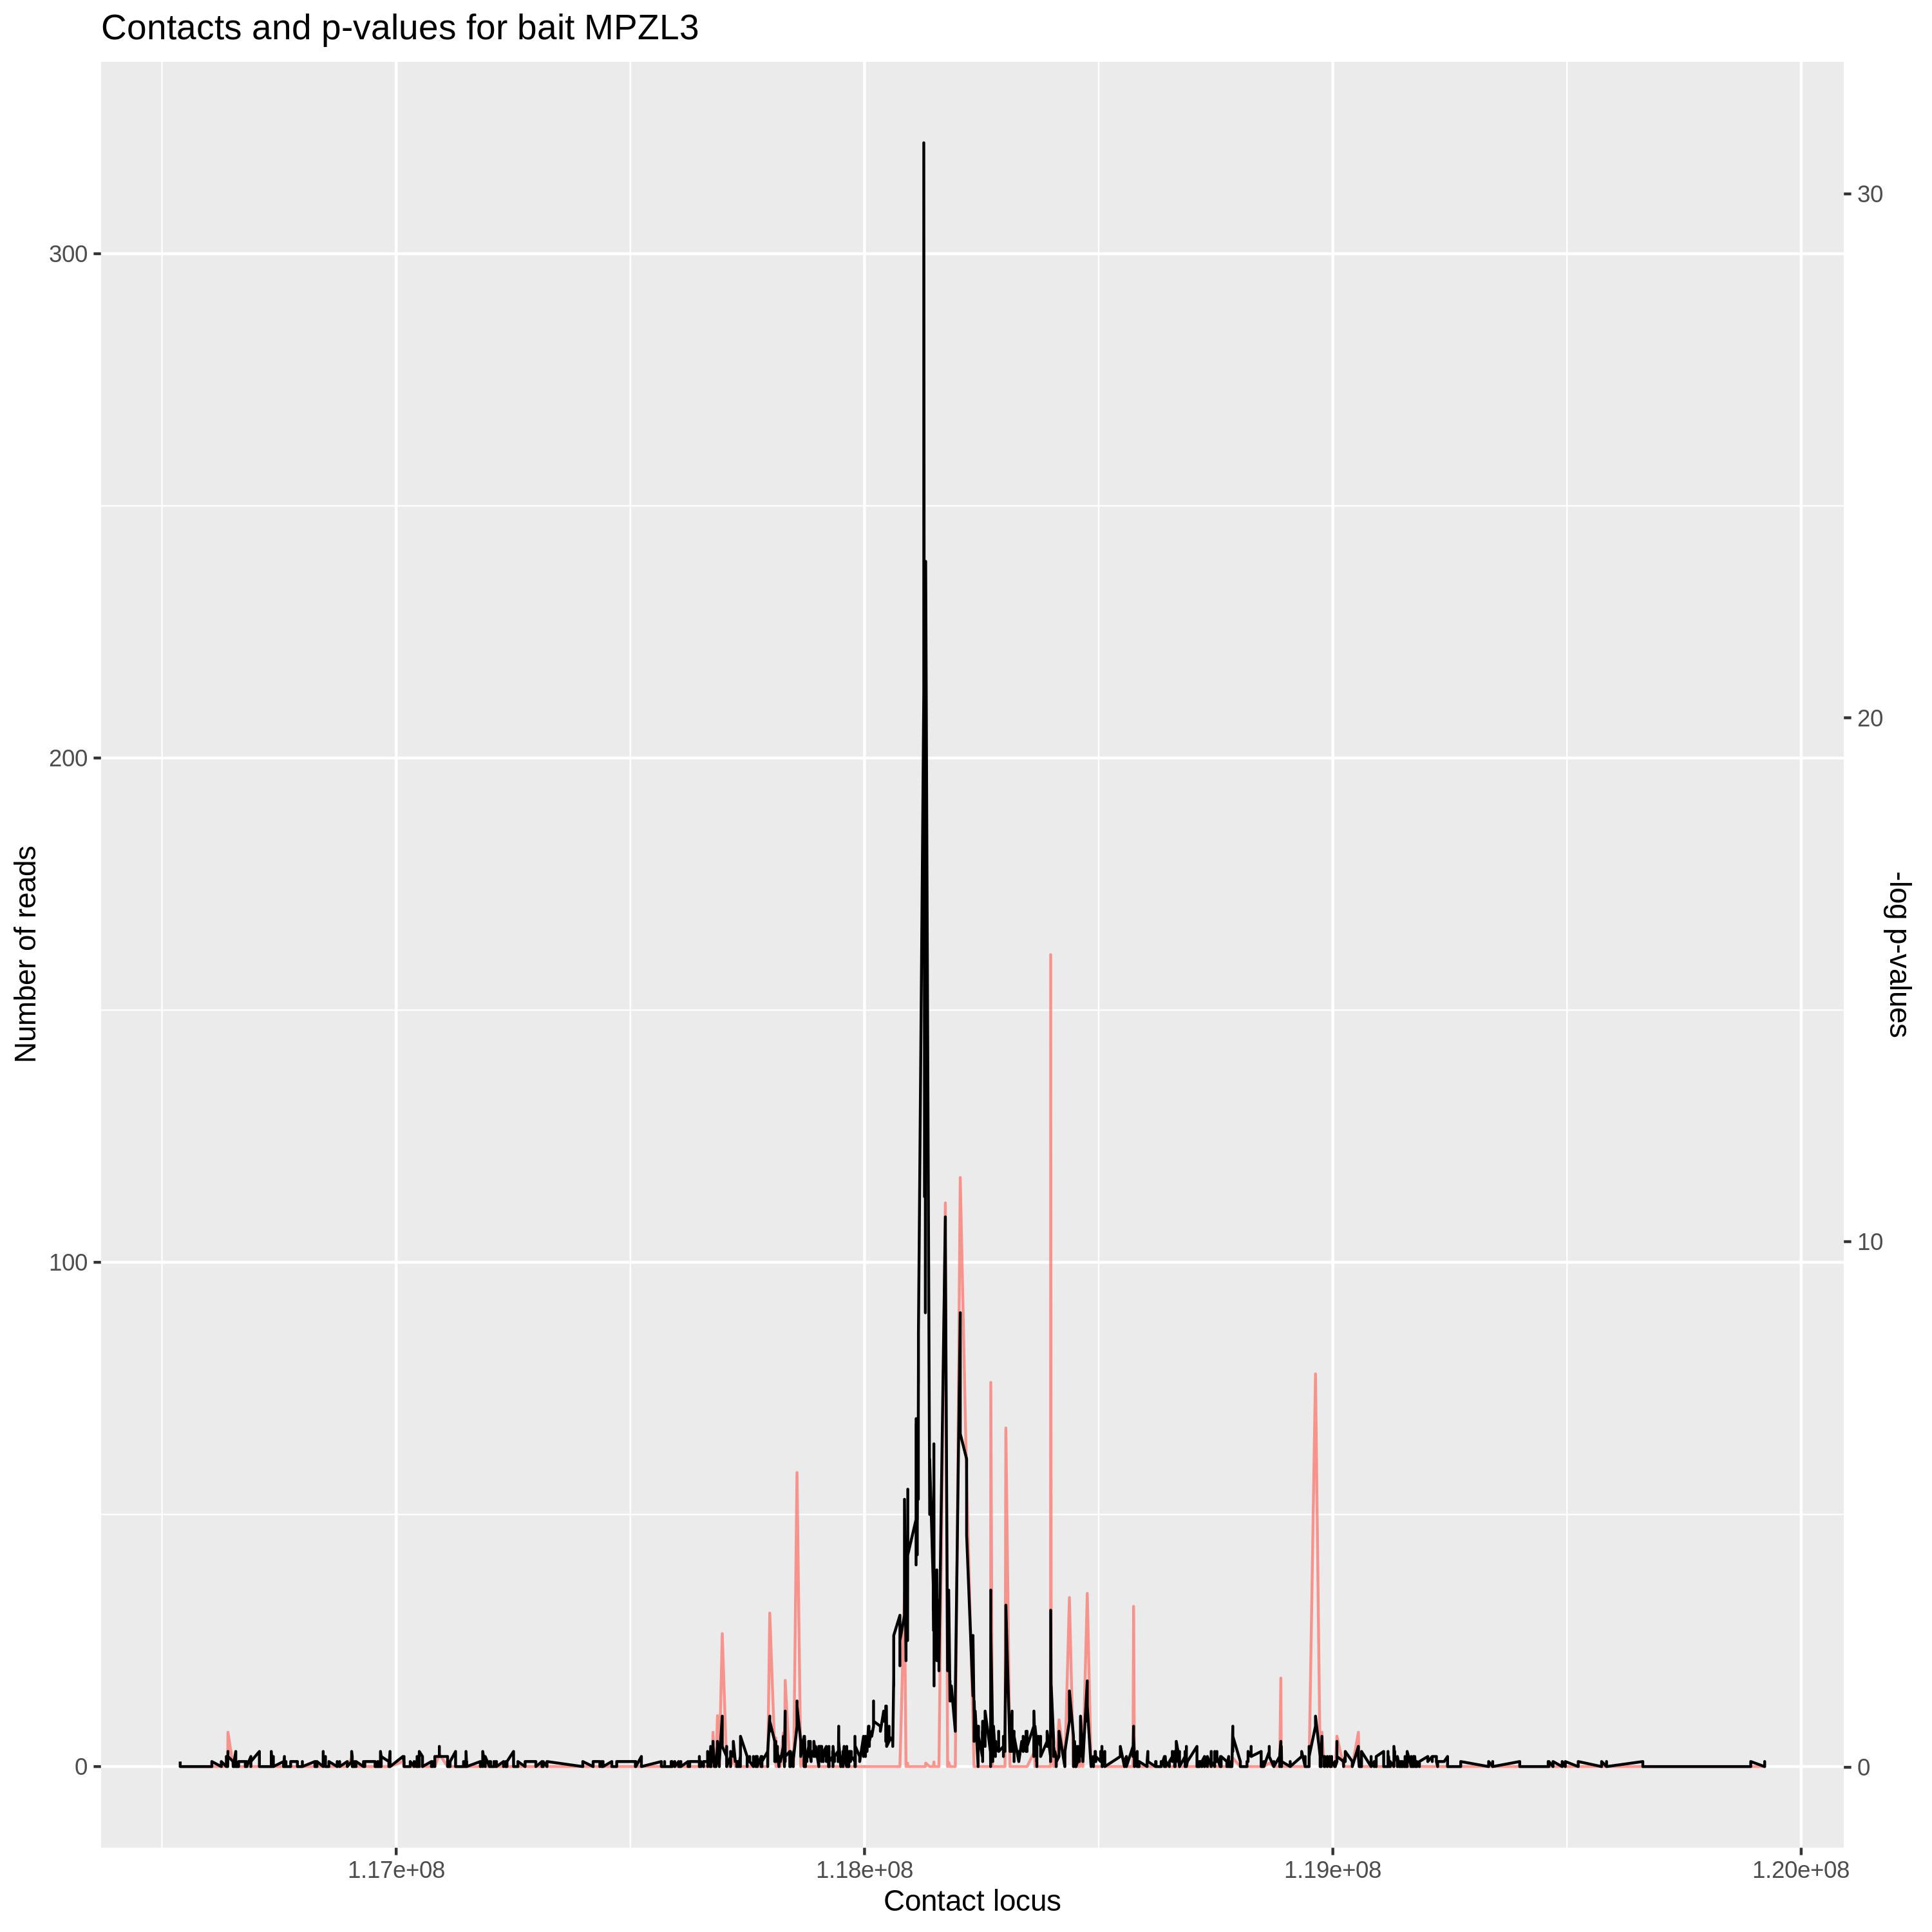 Contacts and p-values for bait MPZL3
300
200
100
0
Number of reads
30
20
10
0
-log p-values
1.17e+08
1.18e+08
1.19e+08
1.20e+08
Contact locus